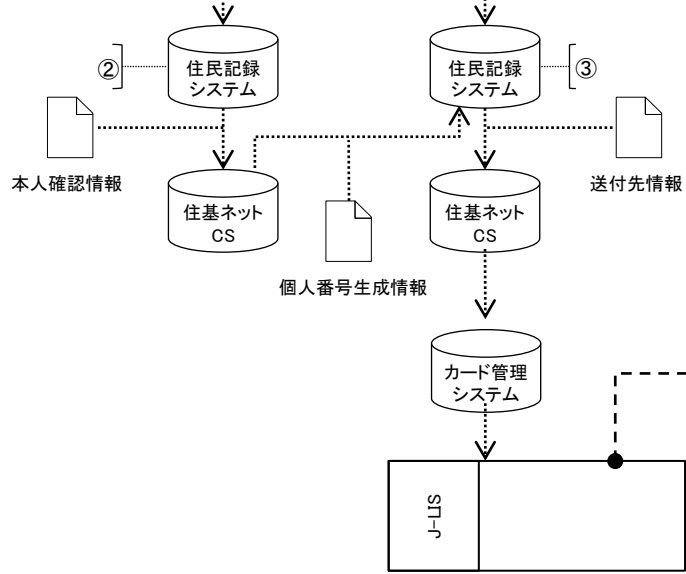 ②
住民記録
システム
住民記録
システム
③
本人確認情報
住基ネット
CS
住基ネット
CS
送付先情報
個人番号生成情報
カード管理
システム
J-LIS